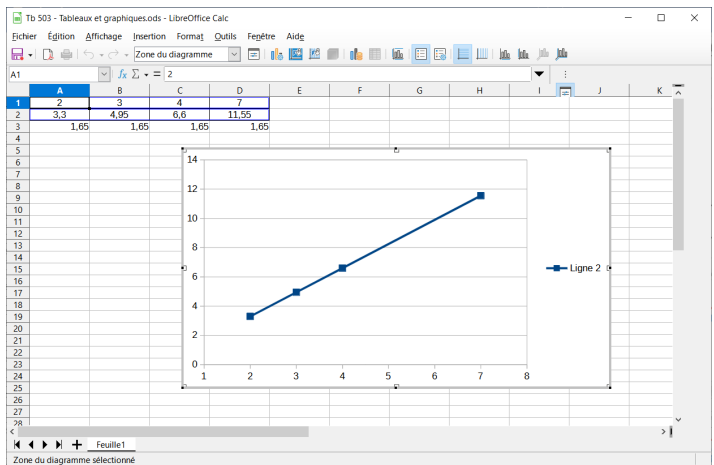 Tb 503 - Tableaux et graphiques.ods - LibreOffice Calc
Fichier Édition Affichage Insertion Format Outils Fenêtre Aide
Zone du diagramme
A1 fx Σ = 2
A B C D E F G H I J K
1 2 3 4 7
2 3,3 4,95 6,6 11,55
3 1,65 1,65 1,65 1,65
4
5
6
7
8
9
10
11
12
13
14
15
16
17
18
19
20
21
22
23
24
25
26
27
28
14
12
10
8
6
4
2
0
1 2 3 4 5 6 7 8
Ligne 2
Feuille1
Zone du diagramme sélectionné